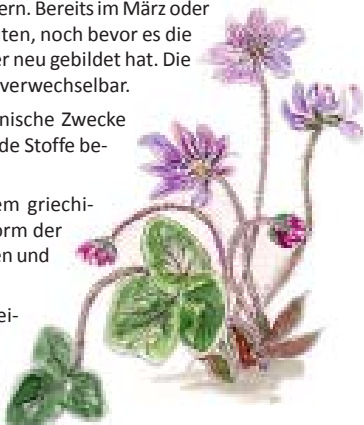 ern. Bereits im März oder
ten, noch bevor es die
er neu gebildet hat. Die
verwechselbar.
nische Zwecke
de Stoffe be-
em griechi-
orm der
en und
ei-